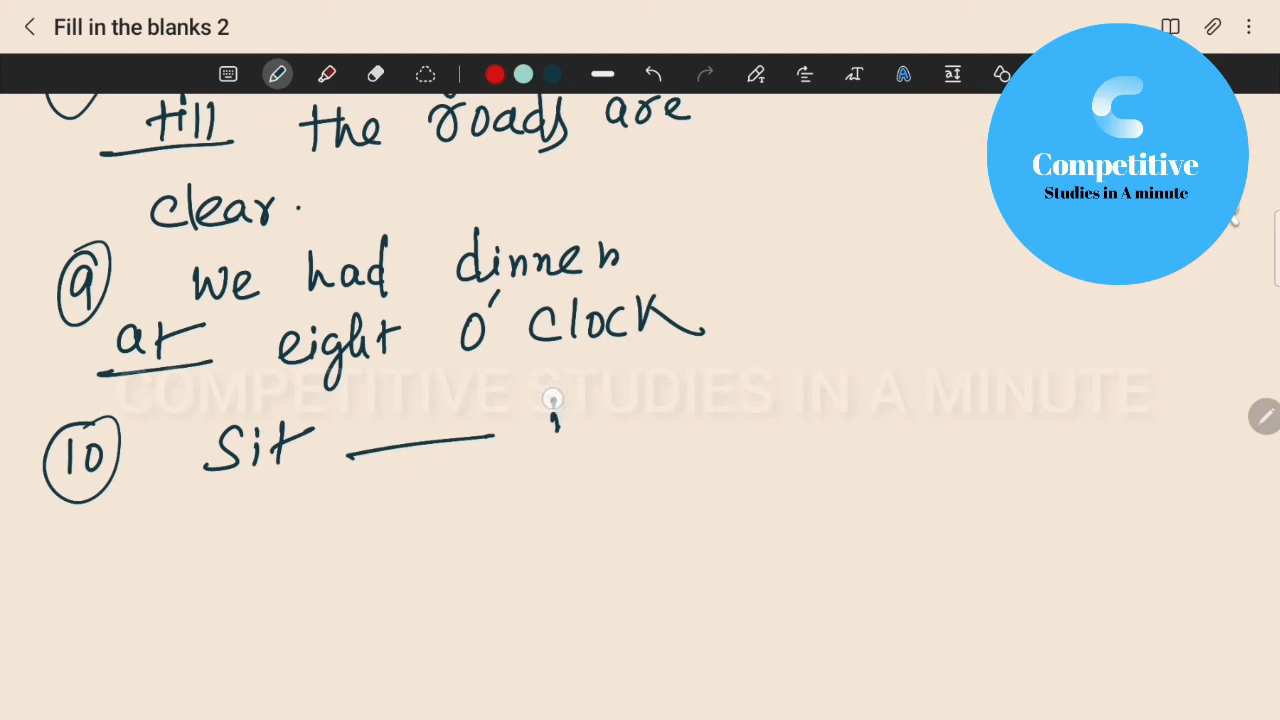 Fill in the blanks 2
Competitive
Studies in A minute
till the roads are
clear.
9 We had dinner
at eight o'clock
COMPETITIVE STUDIES IN A MINUTE
10 Sit